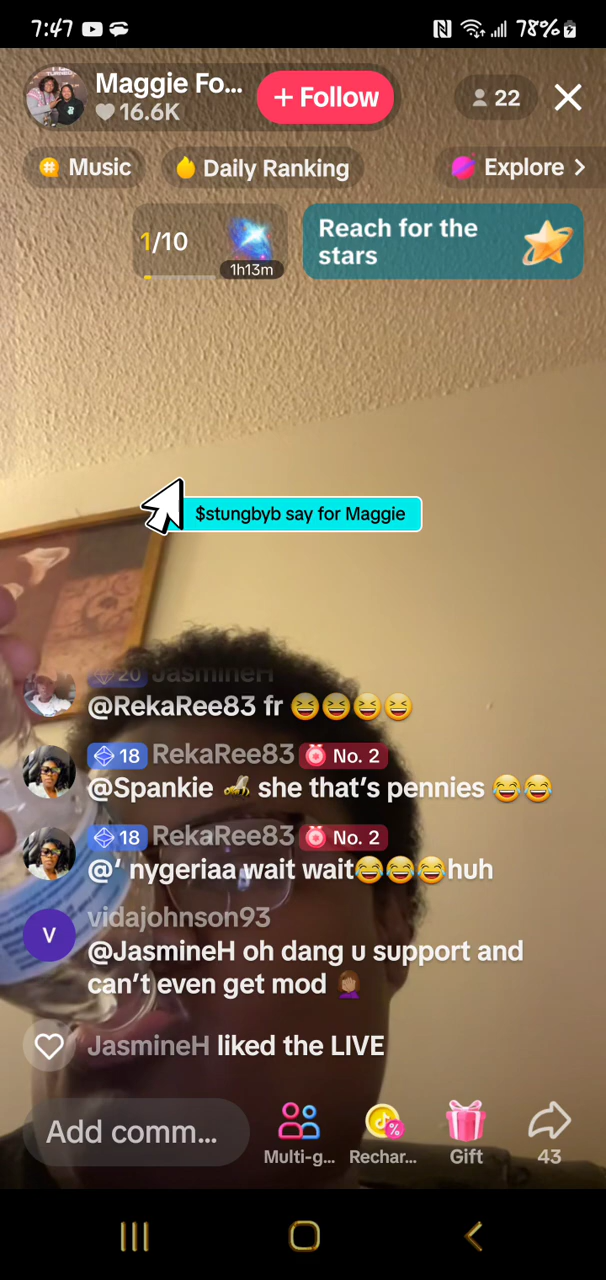 7:47
78%
Maggie Fo...
16.6K
+ Follow
22
Music
Daily Ranking
Explore >
1/10
1h13m
Reach for the
stars
$stungbyb say for Maggie
20 JasmineH
@RekaRee83 fr 😆😆😆😆
18 RekaRee83 No. 2
@Spankie 🐝 she that's pennies 😂😂
18 RekaRee83 No. 2
@‘ nygeriaa wait wait😂😂😂huh
V
vidajohnson93
@JasmineH oh dang u support and
can't even get mod 🤦🏽‍♀️
JasmineH liked the LIVE
Add comm...
Multi-g...
Rechar...
Gift
43